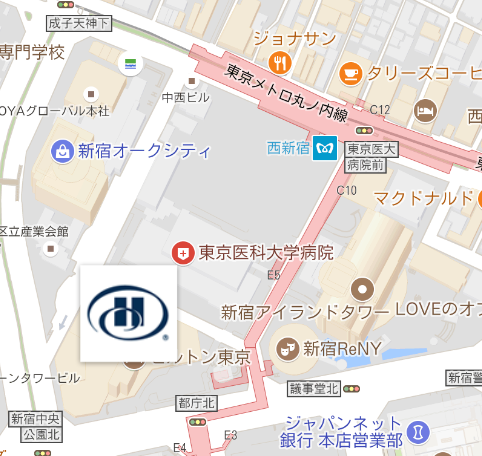 成子天神下
専門学校
ジョナサン
東京メトロ丸ノ内線
タリーズコーヒ
中西ビル
OYAグローバル本社
C12
西
新宿オークシティ
西新宿
東京医大
病院前
C10
マクドナルド
区立産業会館
東京医科大学病院
E5
新宿アイランドタワー
LOVEのオブ
H
®
ヒルトン東京
新宿ReNY
ーンタワービル
議事堂北
新宿警
都庁北
新宿中央
公園北
ジャパンネット
銀行 本店営業部
E3
E4